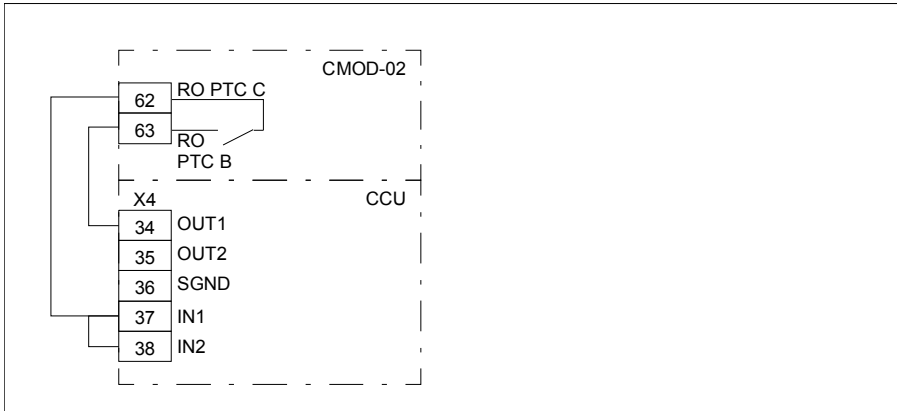 CMOD-02
62 RO PTC C
63 RO
PTC B
X4 CCU
34 OUT1
35 OUT2
36 SGND
37 IN1
38 IN2